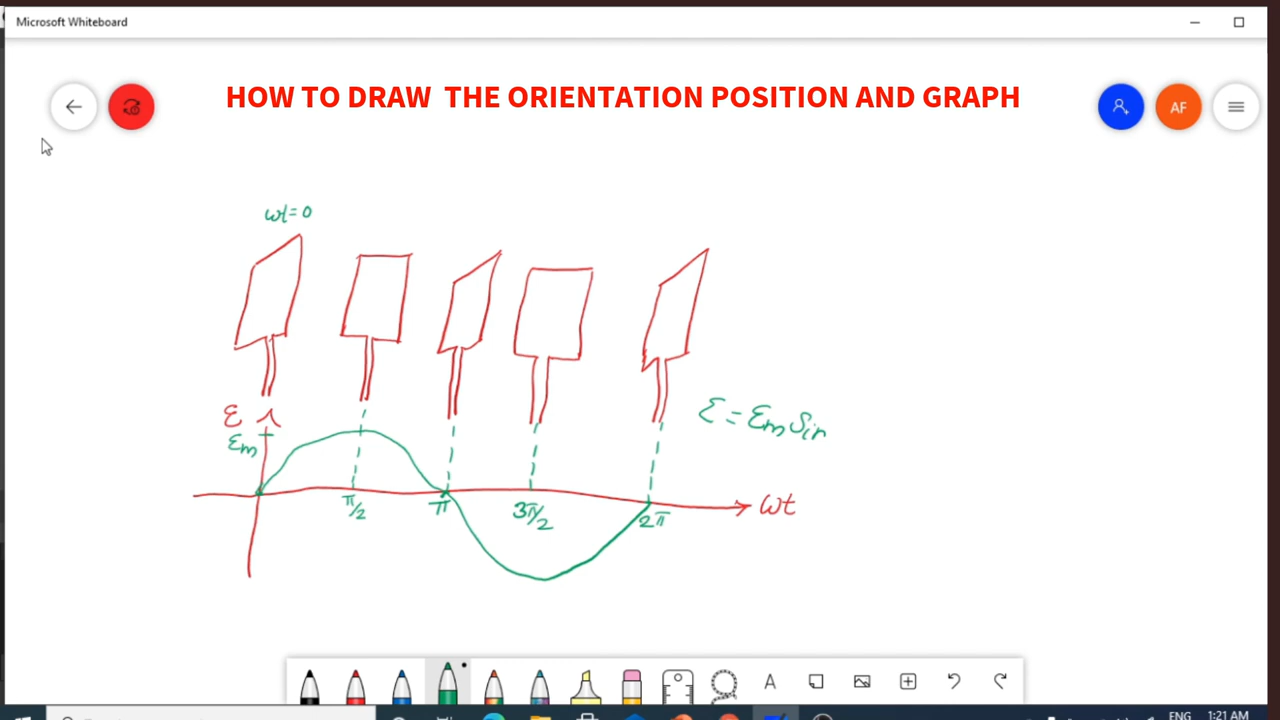 Microsoft Whiteboard
HOW TO DRAW THE ORIENTATION POSITION AND GRAPH
AF
ωt=0
ε
εm
ε = εm Sin
π/2
π
3π/2
2π
ωt
A
ENG
1:21 AM